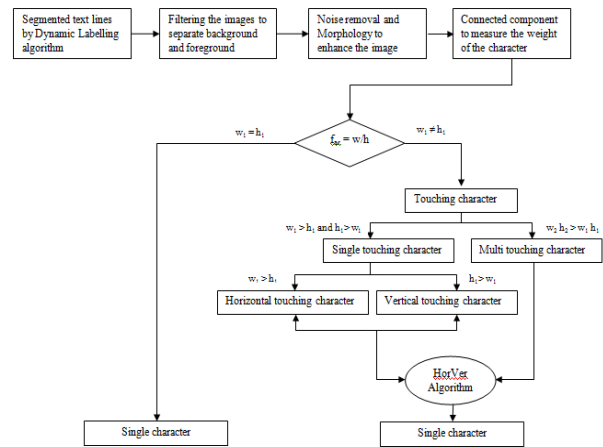 Segmented text lines
by Dynamic Labelling
algorithm
Filtering the images to
separate background
and foreground
Noise removal and
Morphology to
enhance the image
Connected component
to measure the weight
of the character
w₁ = h₁
w₁ ≠ h₁
= w/h
Touching character
w₁ > h₁ and h₁ > w₁
w₂ h₂ > w₁ h₁
Single touching character
Multi touching character
w₁ > h₁
h₁ > w₁
Horizontal touching character
Vertical touching character
HorVer
Algorithm
Single character
Single character